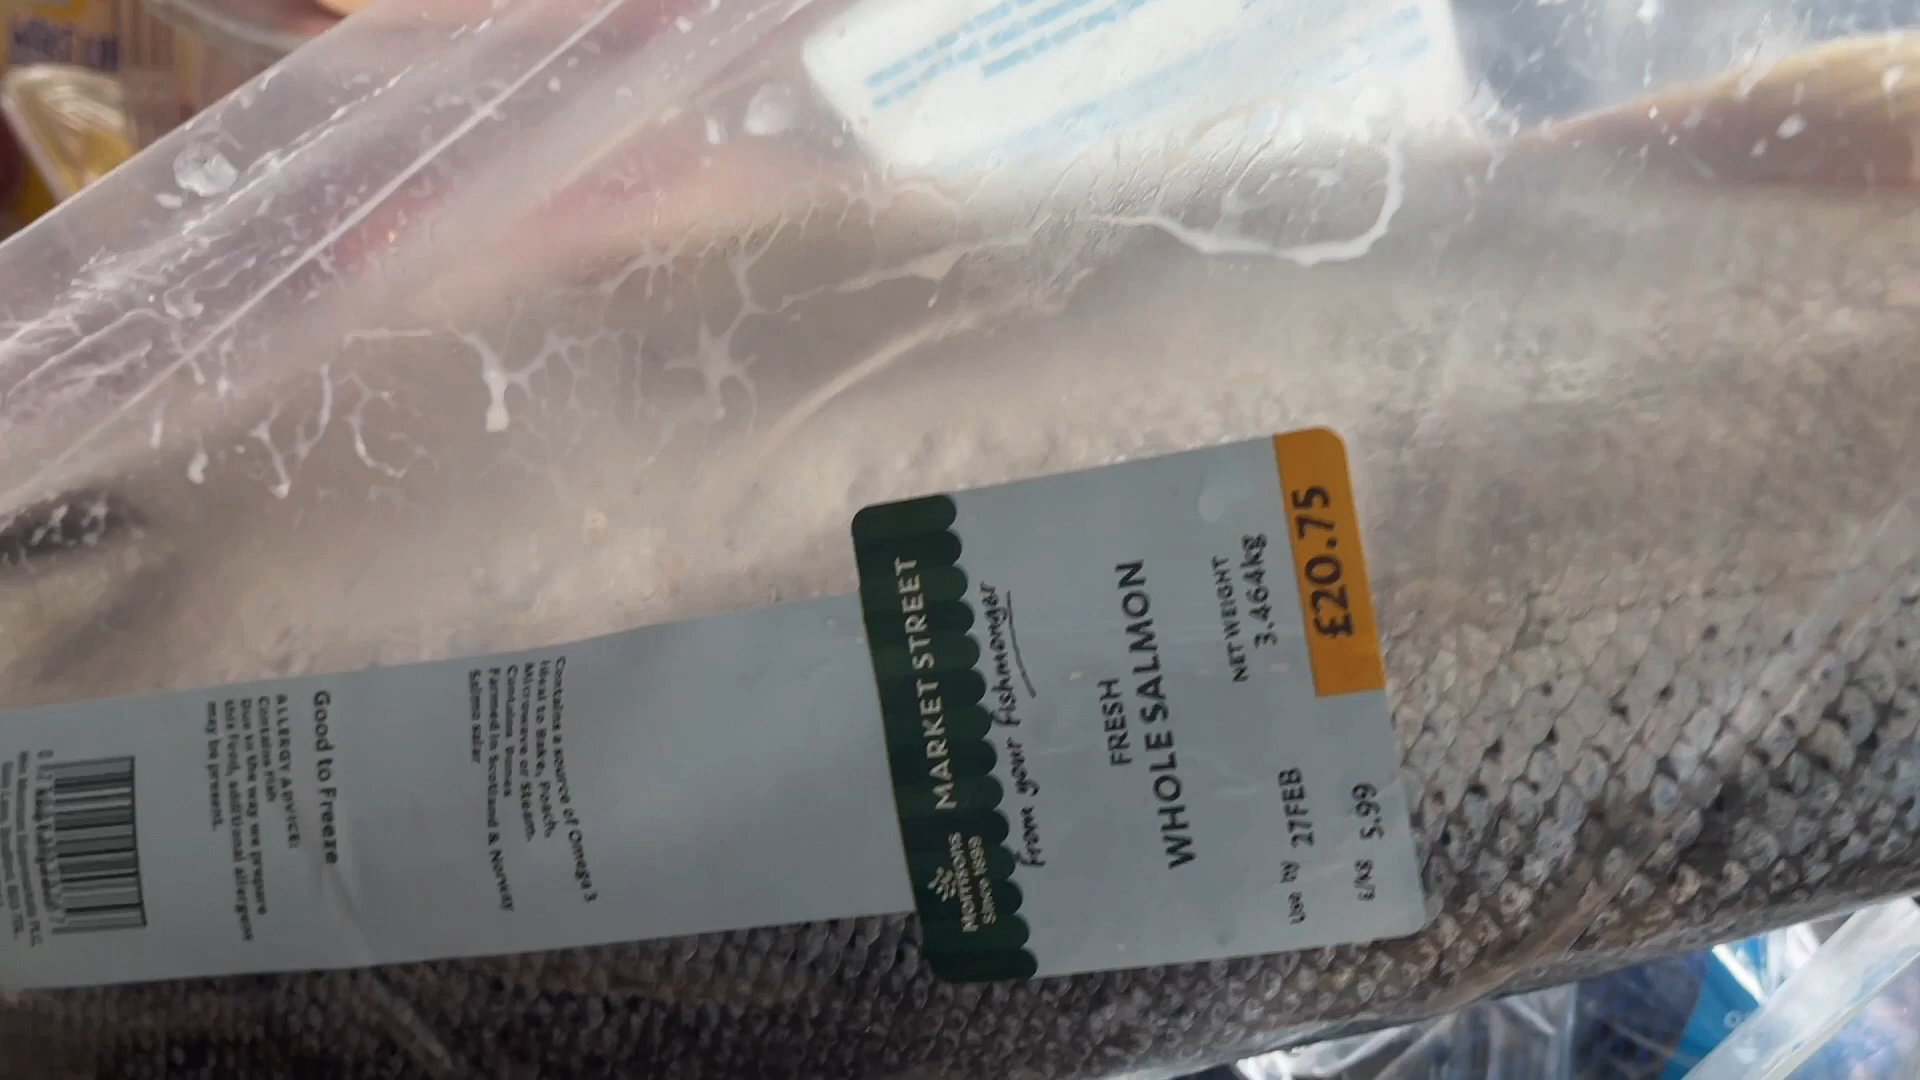 Morrisons
SINCE 1899
MARKET STREET
from your Fishmonger
FRESH
WHOLE SALMON
NET WEIGHT
3.464kg
£20.75
Use by 27FEB
£/kg 5.99
Contains a source of Omega 3
Ideal to Bake, Poach,
Microwave or Steam.
Contains Bones
Farmed in Scotland & Norway
Salmo salar
Good to Freeze
ALLERGY ADVICE:
Contains Fish
Due to the way we prepare
this food, additional allergens
may be present.